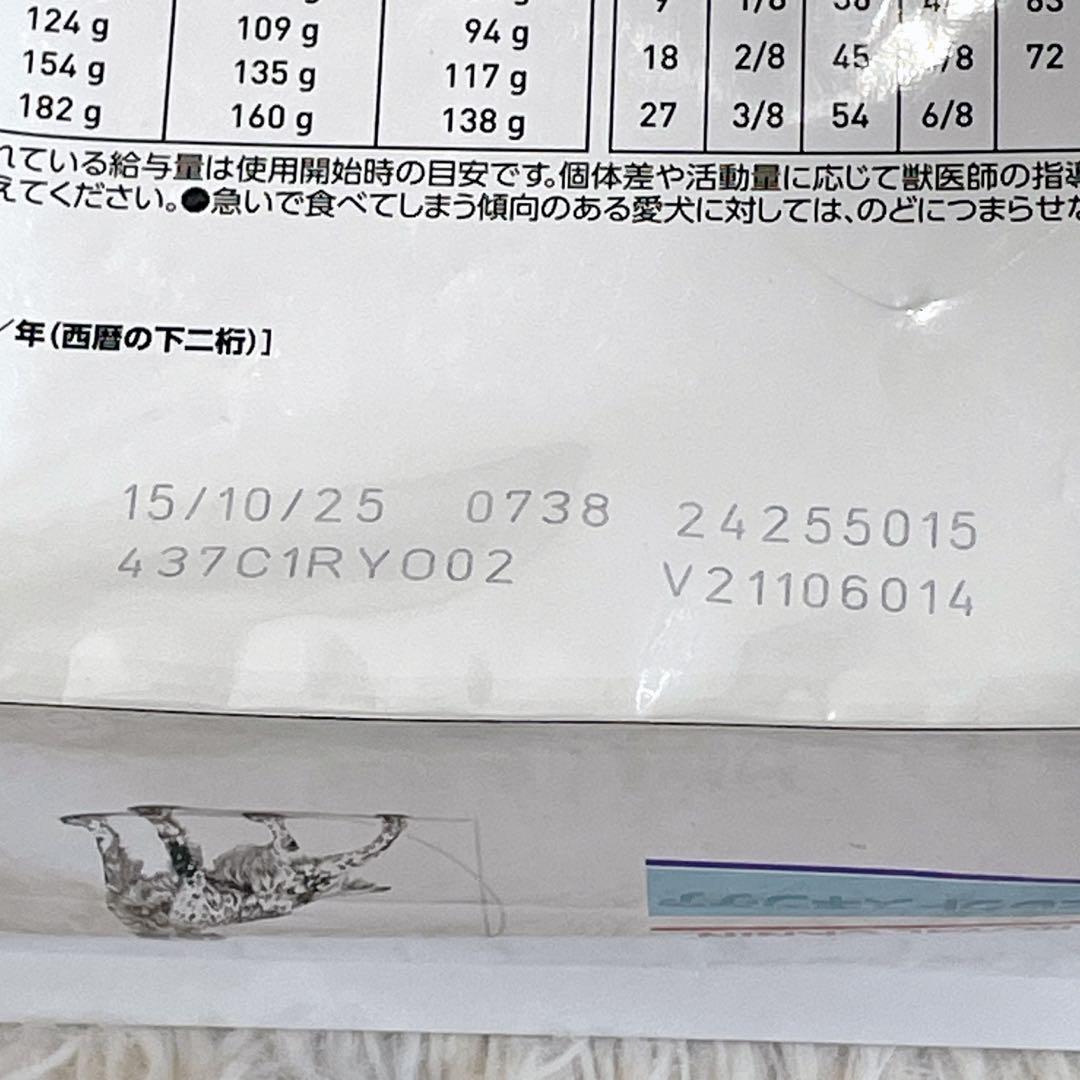 124 g 109 g 94 g
154 g 135 g 117 g
182 g 160 g 138 g
18 2/8 45 72
27 3/8 54 6/8
れている給与量は使用開始時の目安です。個体差や活動量に応じて獣医師の指導
えてください。●急いで食べてしまう傾向のある愛犬に対しては、のどにつまらせな
／年(西暦の下二桁)]
15/10/25 0738 24255015
437C1RYO02 V21106014